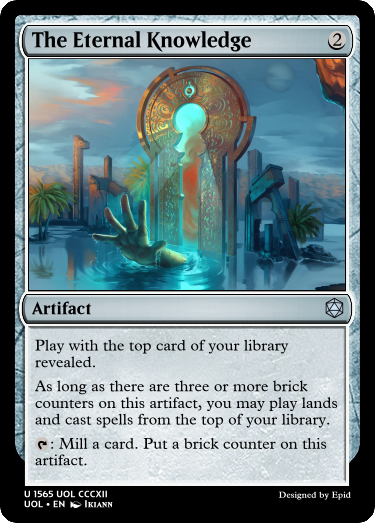 The Eternal Knowledge 2
Artifact
Play with the top card of your library
revealed.
As long as there are three or more brick
counters on this artifact, you may play lands
and cast spells from the top of your library.
: Mill a card. Put a brick counter on this
artifact.
U 1565 UOL CCCXII
UOL • EN Ikiann
Designed by Epid